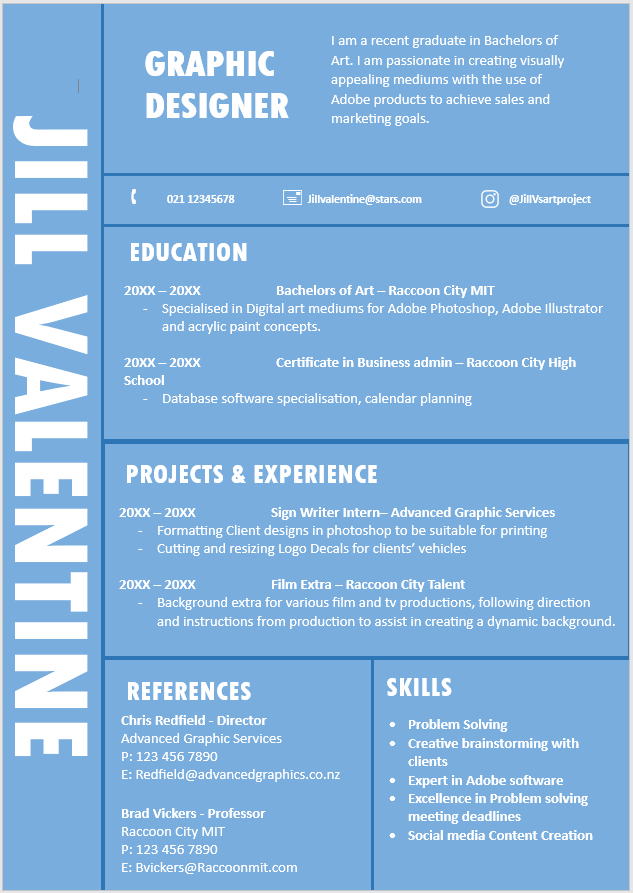 JILL VALENTINE
GRAPHIC
DESIGNER
I am a recent graduate in Bachelors of
Art. I am passionate in creating visually
appealing mediums with the use of
Adobe products to achieve sales and
marketing goals.
021 12345678
Jillvalentine@stars.com
@JillVsartproject
EDUCATION
20XX – 20XX Bachelors of Art – Raccoon City MIT
- Specialised in Digital art mediums for Adobe Photoshop, Adobe Illustrator
and acrylic paint concepts.
20XX – 20XX Certificate in Business admin – Raccoon City High
School
- Database software specialisation, calendar planning
PROJECTS & EXPERIENCE
20XX – 20XX Sign Writer Intern– Advanced Graphic Services
- Formatting Client designs in photoshop to be suitable for printing
- Cutting and resizing Logo Decals for clients’ vehicles
20XX – 20XX Film Extra – Raccoon City Talent
- Background extra for various film and tv productions, following direction
and instructions from production to assist in creating a dynamic background.
REFERENCES
Chris Redfield - Director
Advanced Graphic Services
P: 123 456 7890
E: Redfield@advancedgraphics.co.nz
Brad Vickers - Professor
Raccoon City MIT
P: 123 456 7890
E: Bvickers@Raccoonmit.com
SKILLS
• Problem Solving
• Creative brainstorming with
clients
• Expert in Adobe software
• Excellence in Problem solving
meeting deadlines
• Social media Content Creation